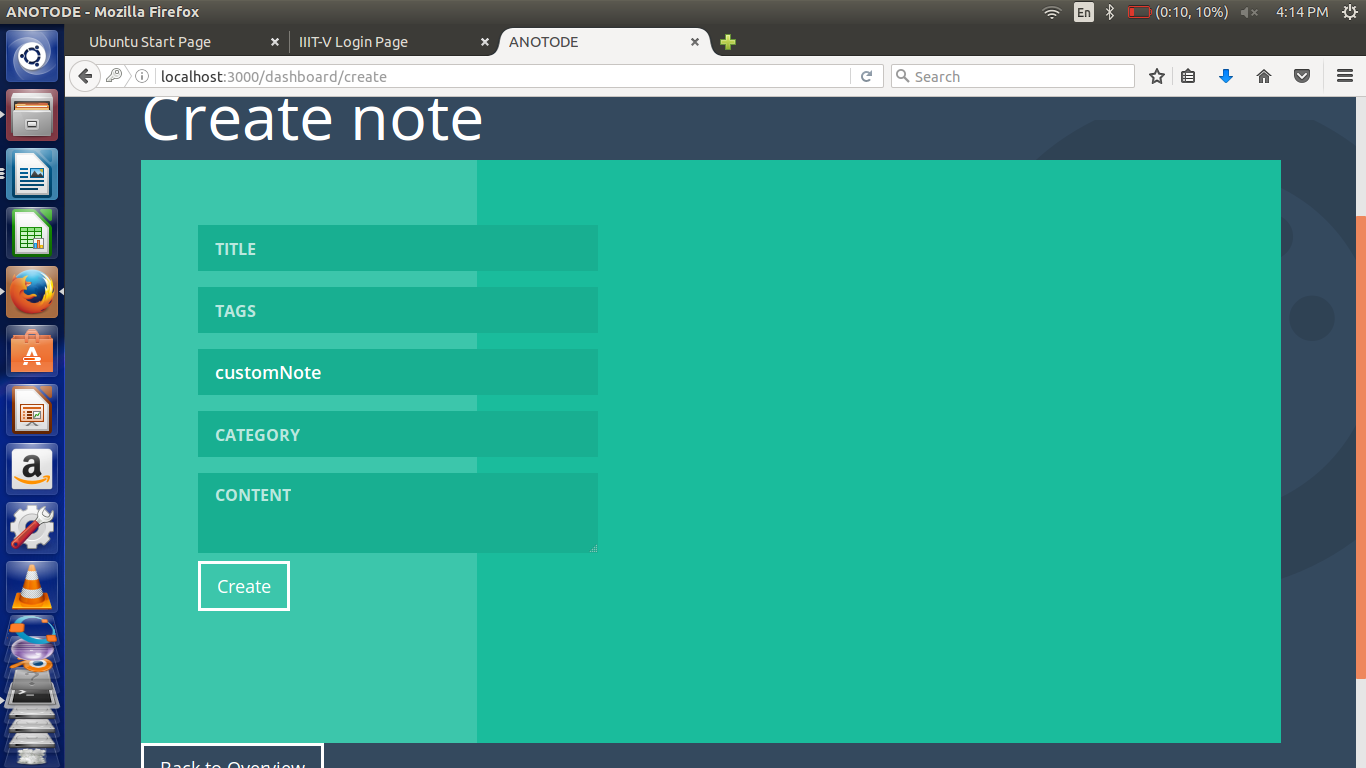 ANOTODE - Mozilla Firefox
En
(0:10, 10%)
4:14 PM
Ubuntu Start Page
IIIT-V Login Page
ANOTODE
localhost:3000/dashboard/create
Search
Create note
TITLE
TAGS
customNote
CATEGORY
CONTENT
Create
Back to Overview